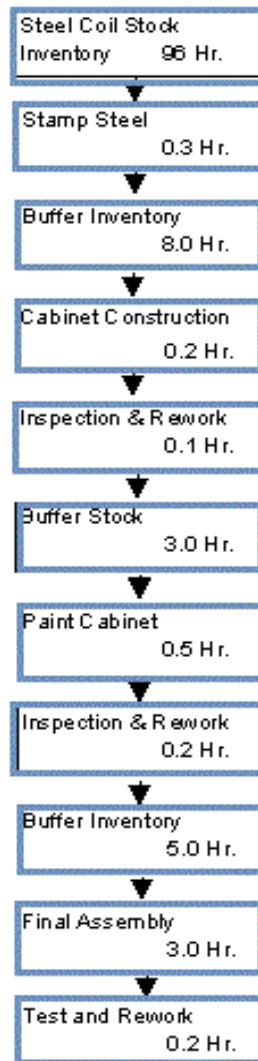 Steel Coil Stock
Inventory 96 Hr.
Stamp Steel
0.3 Hr.
Buffer Inventory
8.0 Hr.
Cabinet Construction
0.2 Hr.
Inspection & Rework
0.1 Hr.
Buffer Stock
3.0 Hr.
Paint Cabinet
0.5 Hr.
Inspection & Rework
0.2 Hr.
Buffer Inventory
5.0 Hr.
Final Assembly
3.0 Hr.
Test and Rework
0.2 Hr.